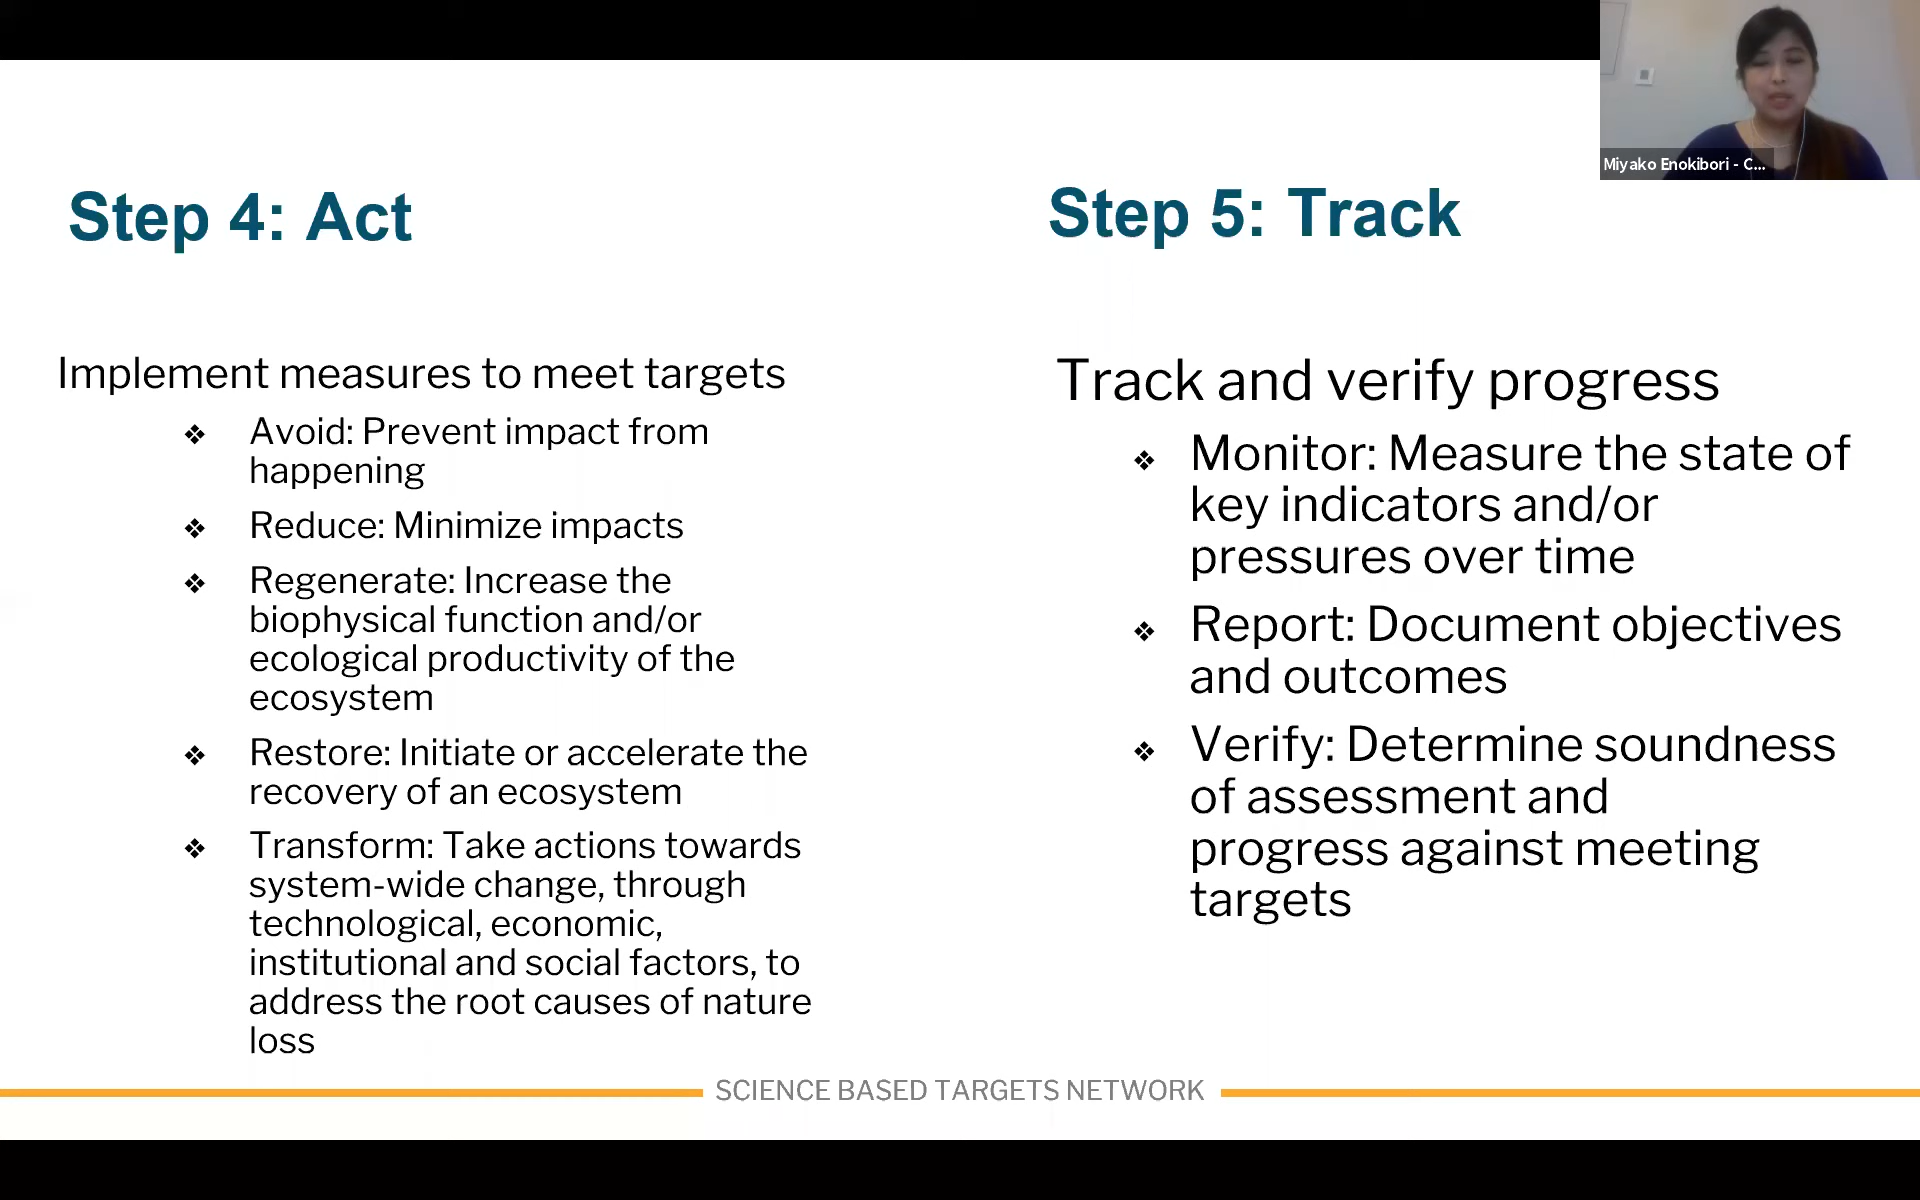 Miyako Enokibori - C...
Step 4: Act
Implement measures to meet targets
❖ Avoid: Prevent impact from
happening
❖ Reduce: Minimize impacts
❖ Regenerate: Increase the
biophysical function and/or
ecological productivity of the
ecosystem
❖ Restore: Initiate or accelerate the
recovery of an ecosystem
❖ Transform: Take actions towards
system-wide change, through
technological, economic,
institutional and social factors, to
address the root causes of nature
loss
Step 5: Track
Track and verify progress
❖ Monitor: Measure the state of
key indicators and/or
pressures over time
❖ Report: Document objectives
and outcomes
❖ Verify: Determine soundness
of assessment and
progress against meeting
targets
SCIENCE BASED TARGETS NETWORK